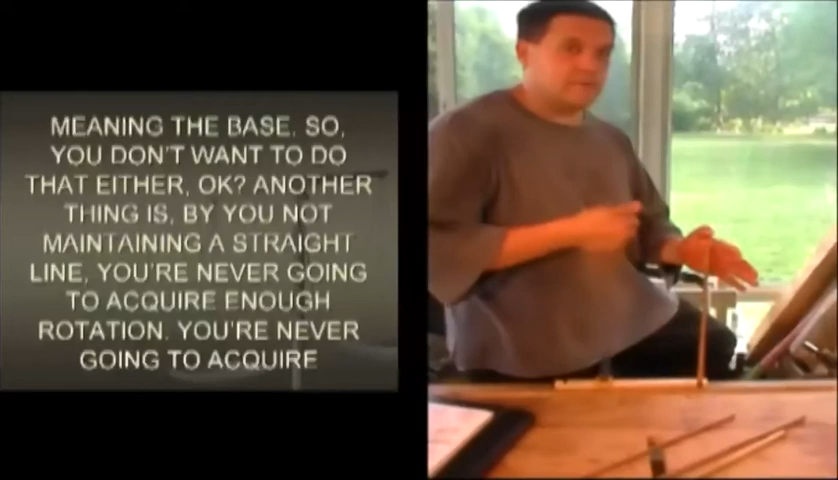 MEANING THE BASE. SO,
YOU DON'T WANT TO DO
THAT EITHER, OK? ANOTHER
THING IS, BY YOU NOT
MAINTAINING A STRAIGHT
LINE, YOU'RE NEVER GOING
TO ACQUIRE ENOUGH
ROTATION. YOU'RE NEVER
GOING TO ACQUIRE